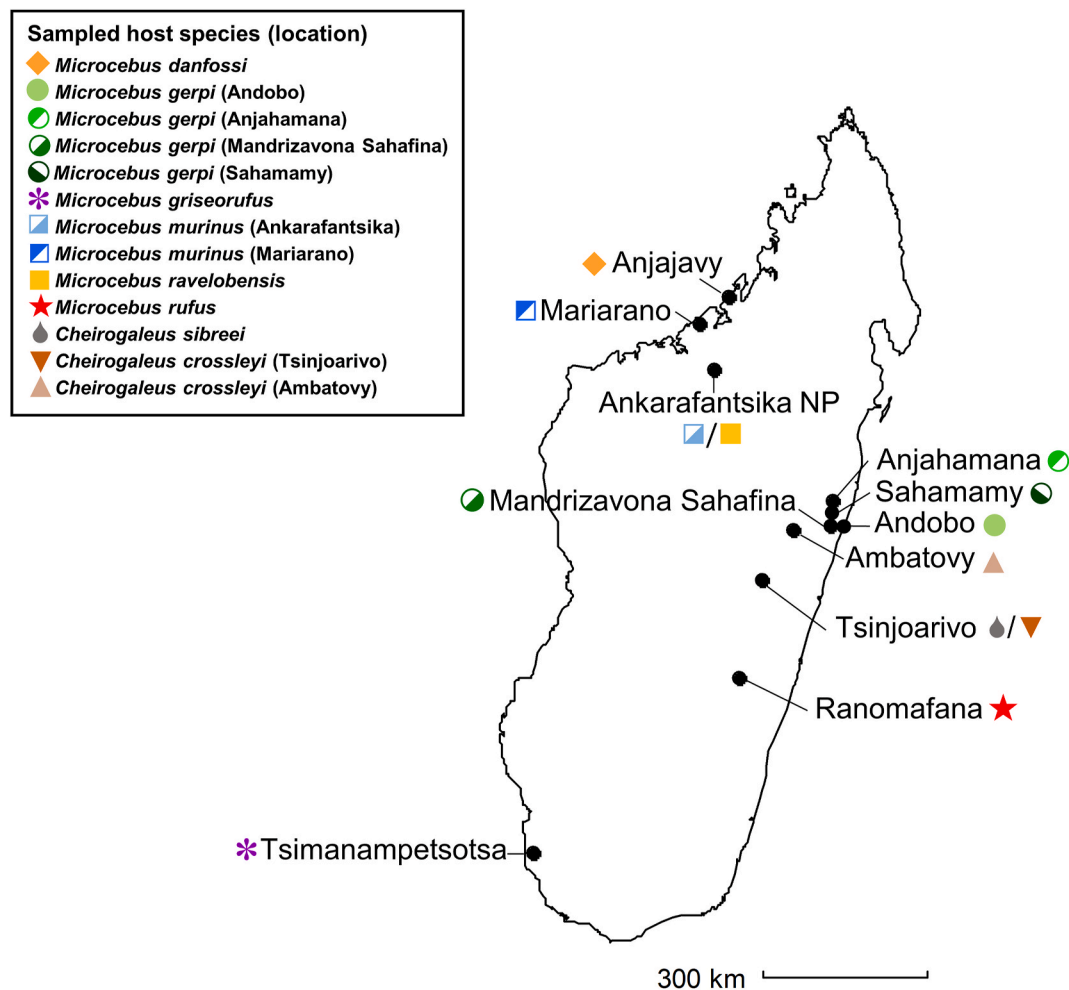 Sampled host species (location)
Microcebus danfossi
Microcebus gerpi (Andobo)
Microcebus gerpi (Anjahamana)
Microcebus gerpi (Mandrizavona Sahafina)
Microcebus gerpi (Sahamamy)
Microcebus griseorufus
Microcebus murinus (Ankarafantsika)
Microcebus murinus (Mariarano)
Microcebus ravelobensis
Microcebus rufus
Cheirogaleus sibreei
Cheirogaleus crossleyi (Tsinjoarivo)
Cheirogaleus crossleyi (Ambatovy)
Anjajavy
Mariarano
Ankarafantsika NP
/
Anjahamana
Mandrizavona Sahafina
Sahamamy
Andobo
Ambatovy
Tsinjoarivo /
Ranomafana
Tsimanampetsotsa
300 km